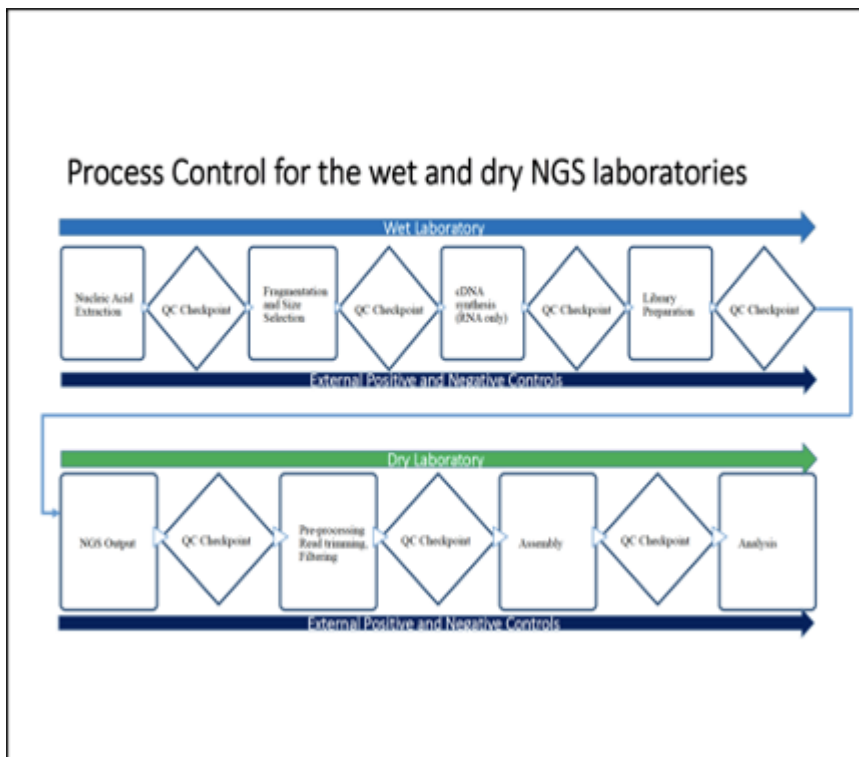 Process Control for the wet and dry NGS laboratories
Wet Laboratory
Nucleic Acid
Extraction
QC Checkpoint
Fragmentation
and Size
Selection
QC Checkpoint
cDNA
synthesis
(RNA only)
QC Checkpoint
Library
Preparation
QC Checkpoint
External Positive and Negative Controls
Dry Laboratory
NGS Output
QC Checkpoint
Pre-processing
Read trimming,
Filtering
QC Checkpoint
Assembly
QC Checkpoint
Analysis
External Positive and Negative Controls